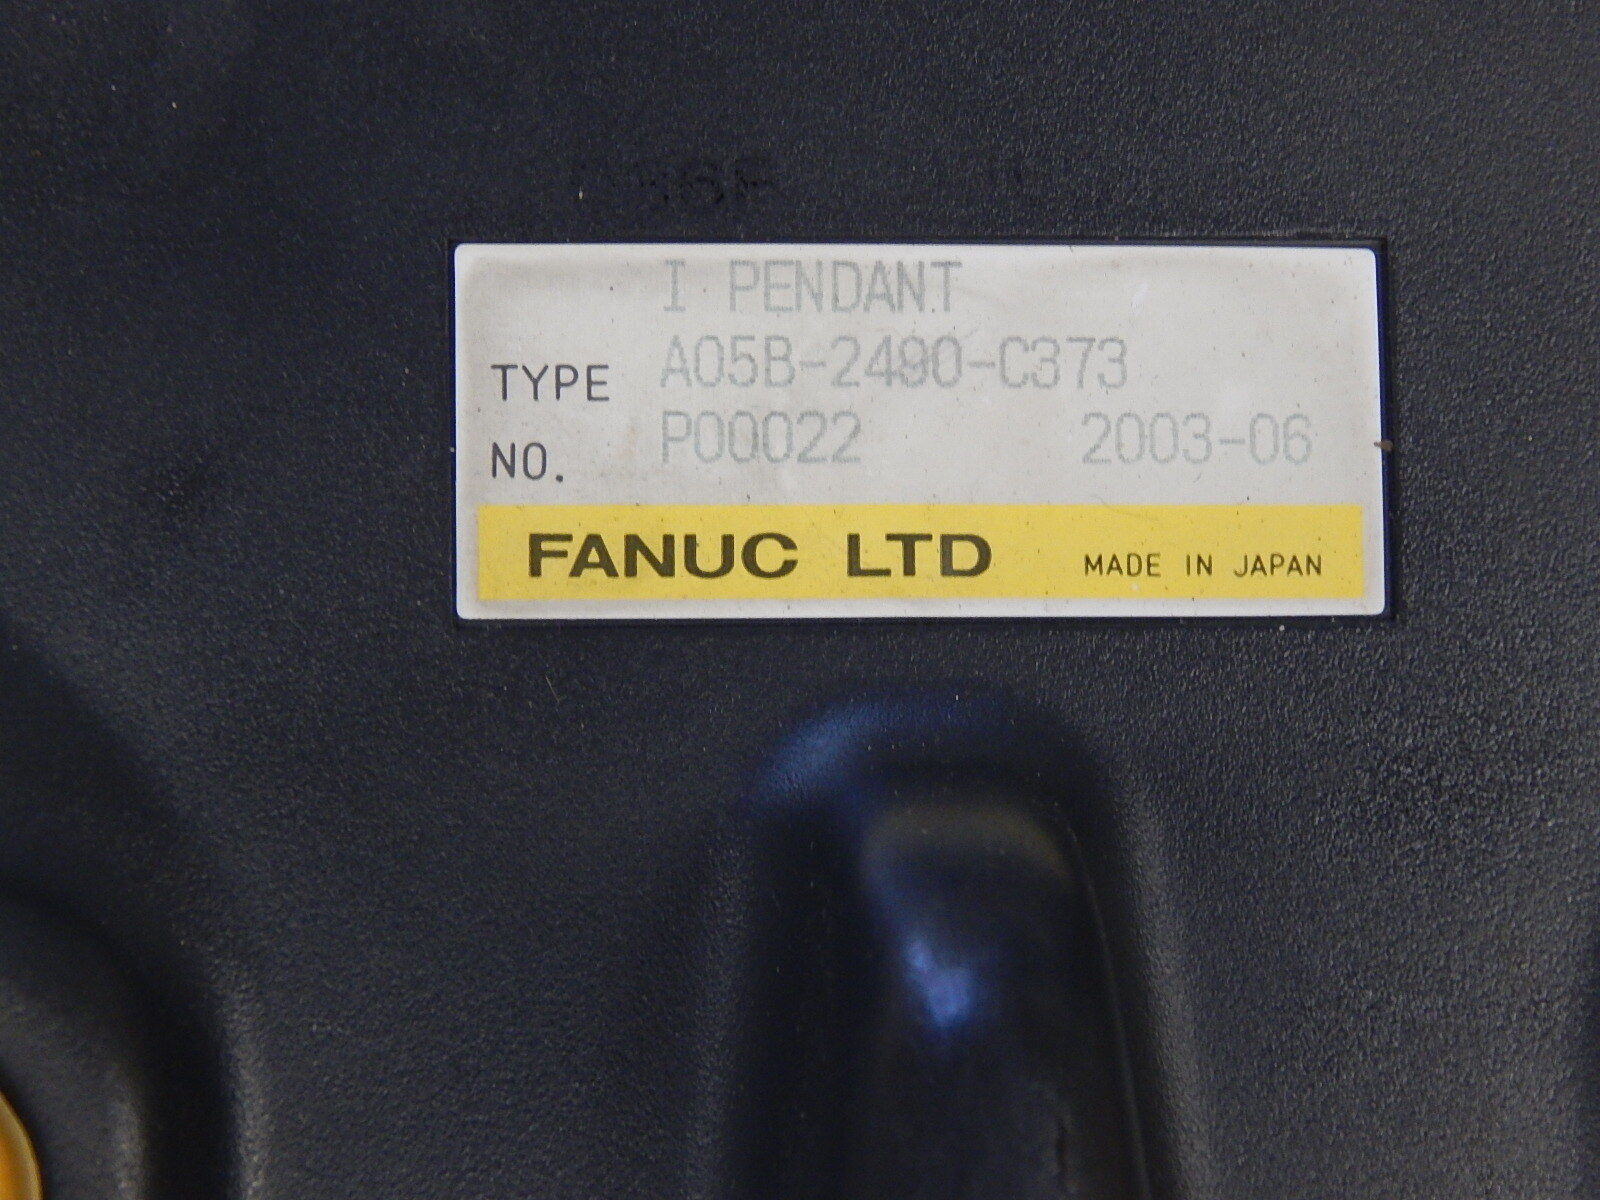 I PENDANT
TYPE A05B-2490-C373
NO. P00022 2003-06
FANUC LTD MADE IN JAPAN